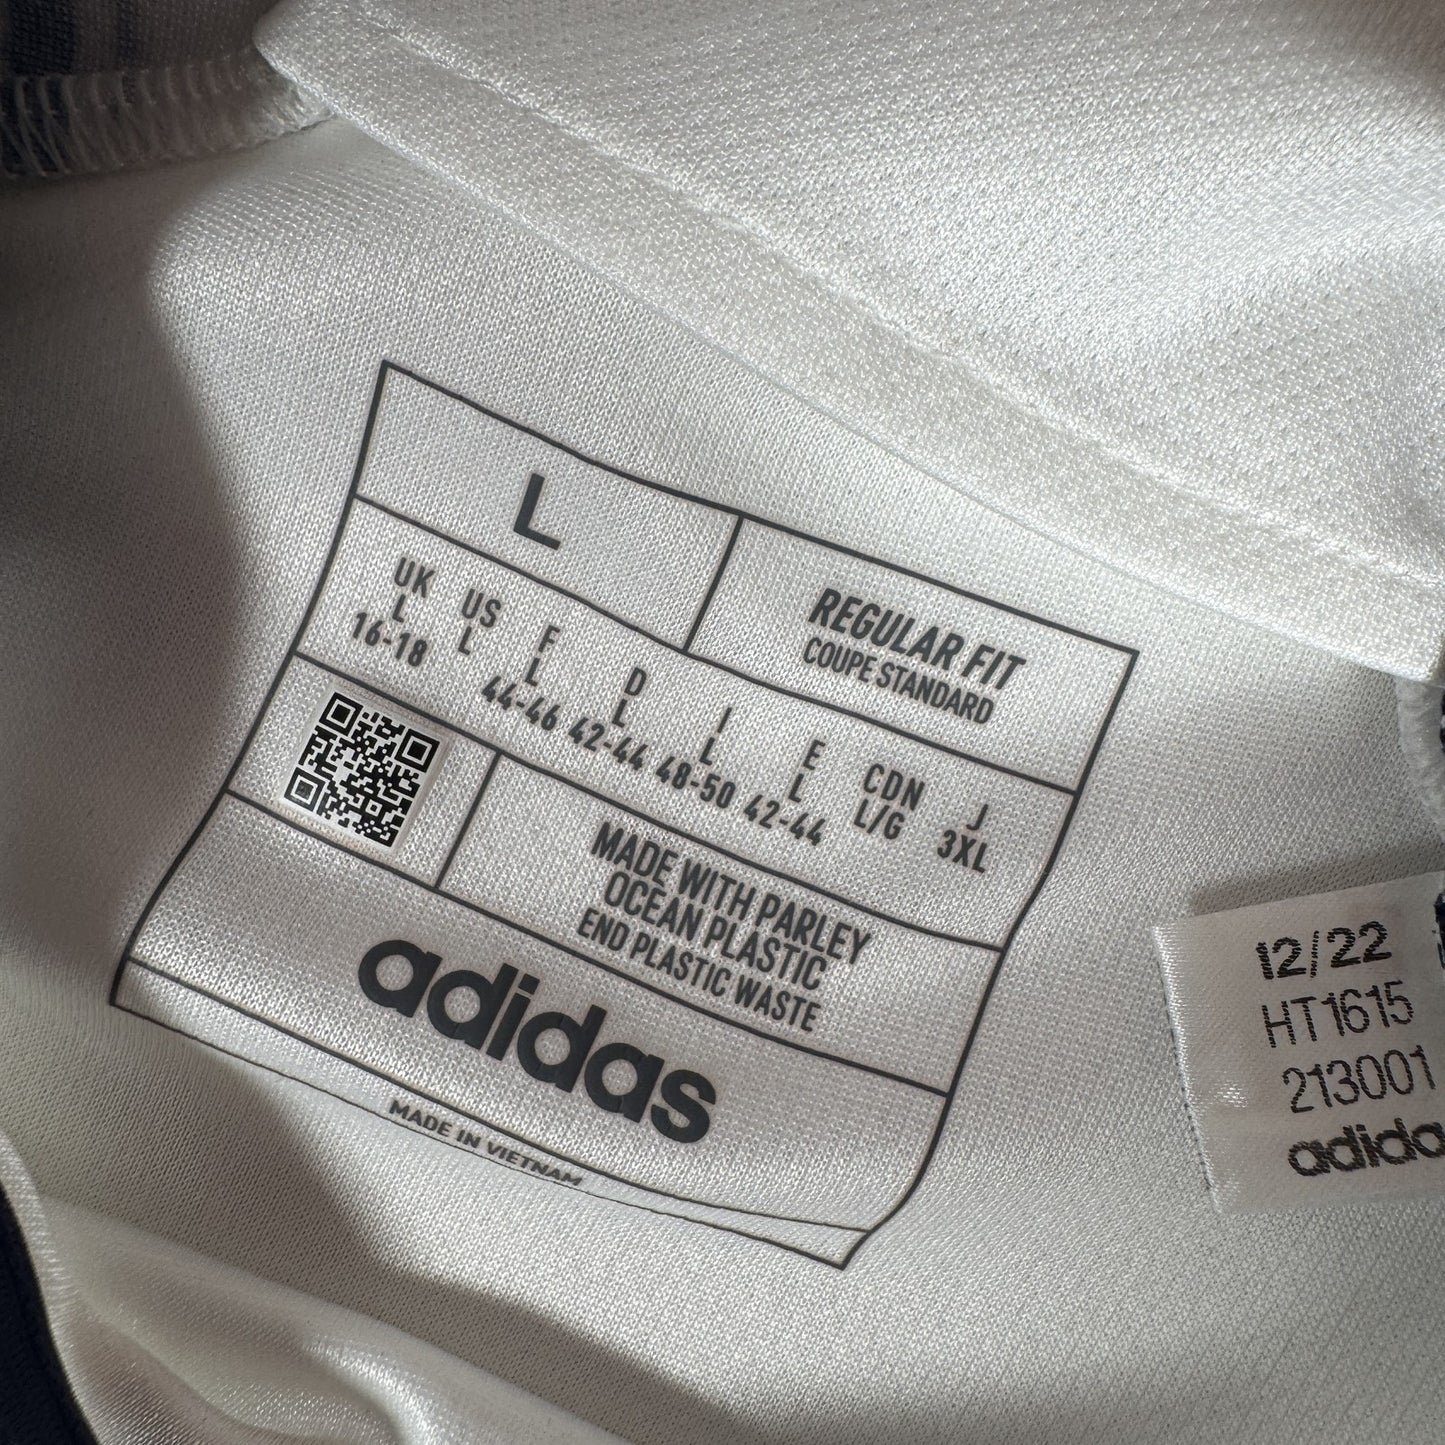 L
REGULAR FIT
COUPE STANDARD
UK US F D I E CDN J
L L L L L L L/G 3XL
16-18 44-46 42-44 48-50 42-44
MADE WITH PARLEY
OCEAN PLASTIC
END PLASTIC WASTE
adidas
MADE IN VIETNAM
12/22
HT1615
213001
adida